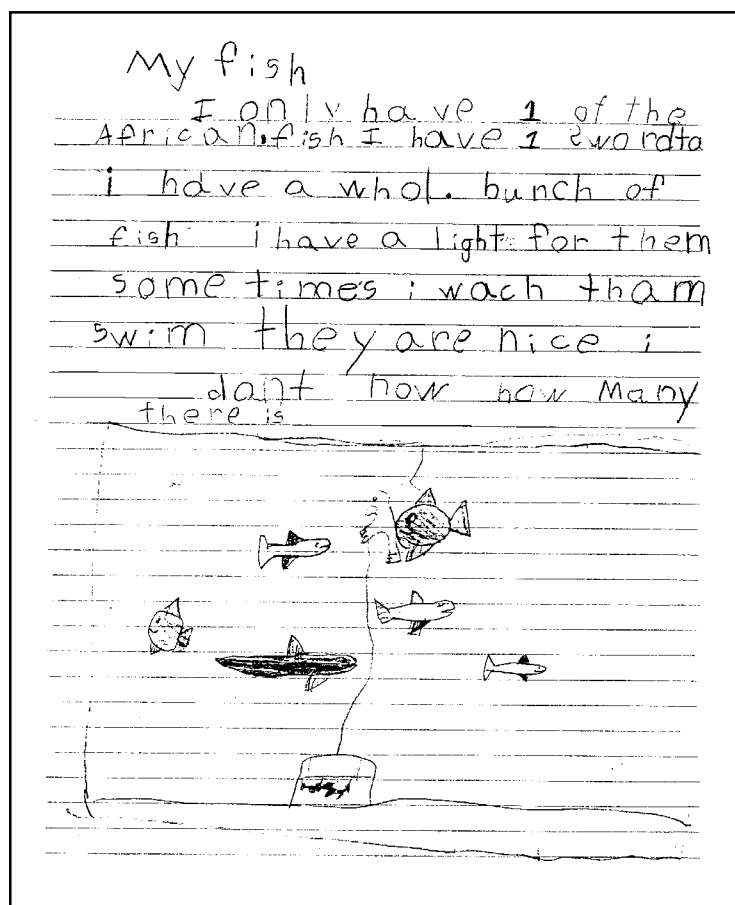 My fish
I only have 1 of the
African.fish I have 1 swordta
i have a whol. bunch of
fish i have a light for them
some times i wach tham
swim they are nice i
dant now how Many
there is